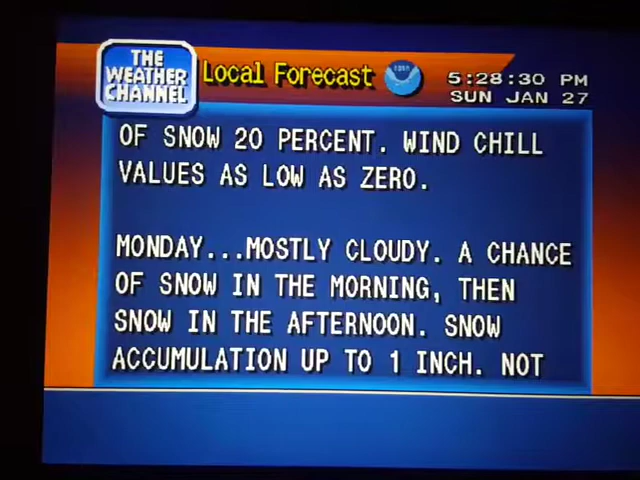 THE
WEATHER
CHANNEL
Local Forecast
5:28:30 PM
SUN JAN 27
OF SNOW 20 PERCENT. WIND CHILL
VALUES AS LOW AS ZERO.
MONDAY...MOSTLY CLOUDY. A CHANCE
OF SNOW IN THE MORNING, THEN
SNOW IN THE AFTERNOON. SNOW
ACCUMULATION UP TO 1 INCH. NOT